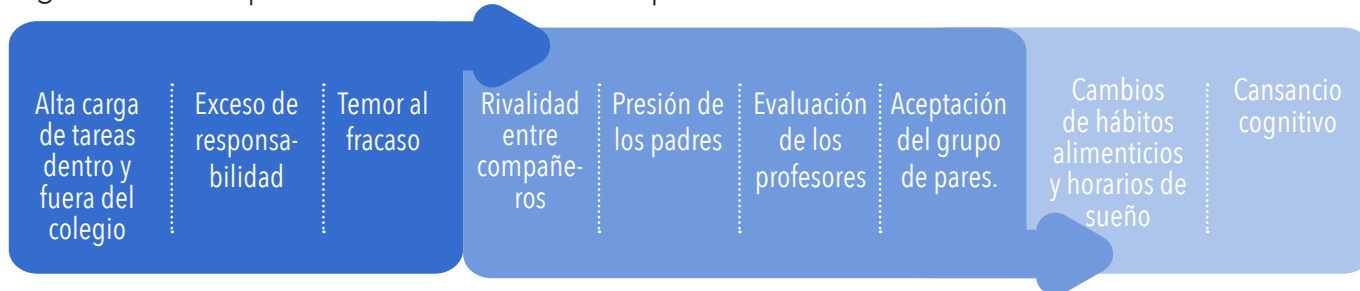 Alta carga
de tareas
dentro y
fuera del
colegio
Exceso de
responsa-
bilidad
Temor al
fracaso
Rivalidad
entre
compañe-
ros
Presión de
los padres
Evaluación
de los
profesores
Aceptación
del grupo
de pares.
Cambios
de hábitos
alimenticios
y horarios de
sueño
Cansancio
cognitivo